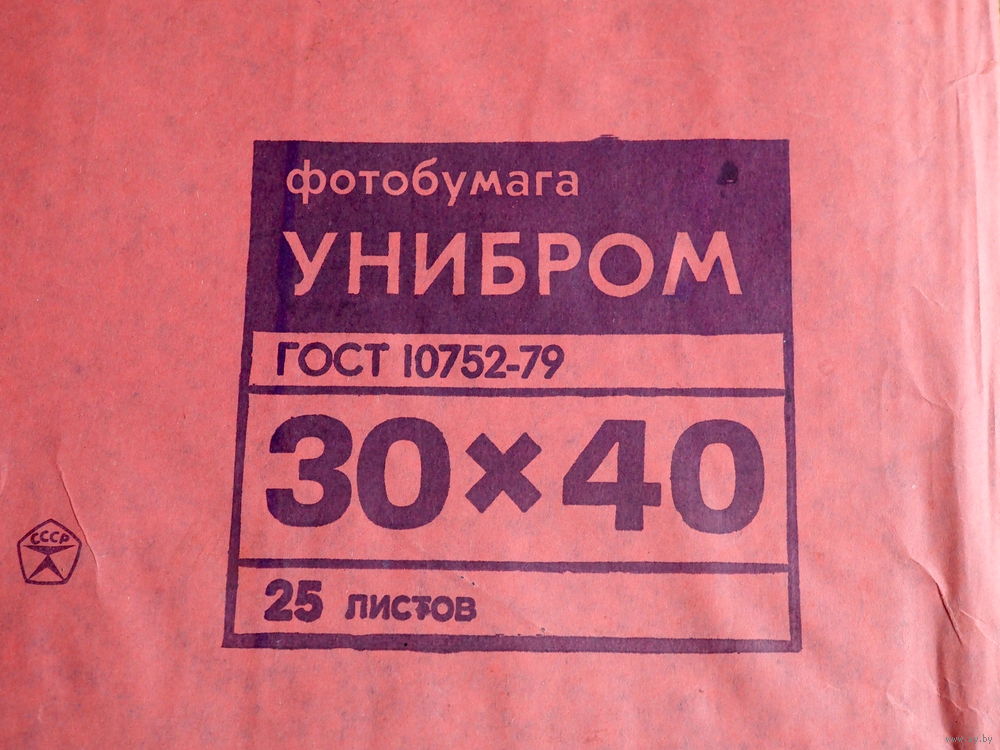 фотобумага
УНИБРОМ
ГОСТ 10752-79
30×40
25 листов
СССР